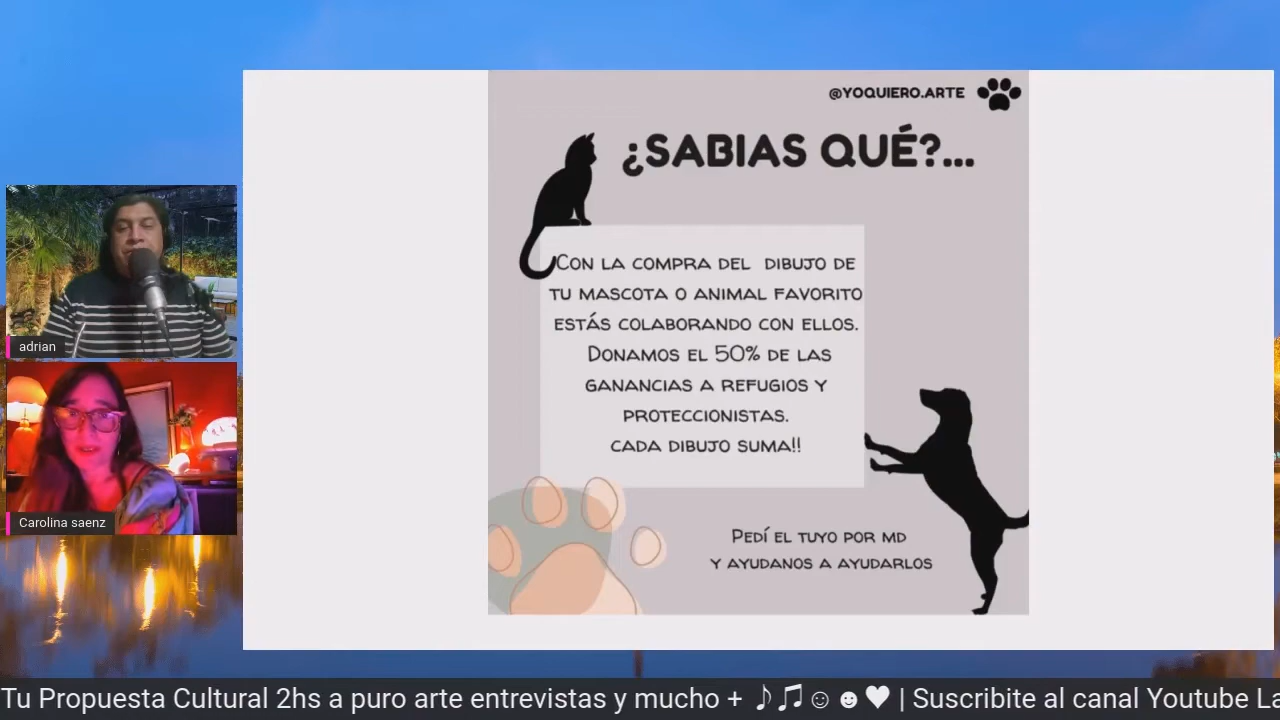 @YOQUIERO.ARTE
¿SABIAS QUÉ?...
CON LA COMPRA DEL DIBUJO DE
TU MASCOTA O ANIMAL FAVORITO
ESTÁS COLABORANDO CON ELLOS.
DONAMOS EL 50% DE LAS
GANANCIAS A REFUGIOS Y
PROTECCIONISTAS.
CADA DIBUJO SUMA!!
PEDÍ EL TUYO POR MD
Y AYUDANOS A AYUDARLOS
adrian
Carolina saenz
Tu Propuesta Cultural 2hs a puro arte entrevistas y mucho + ♪♫☺☻♥ | Suscribite al canal Youtube La